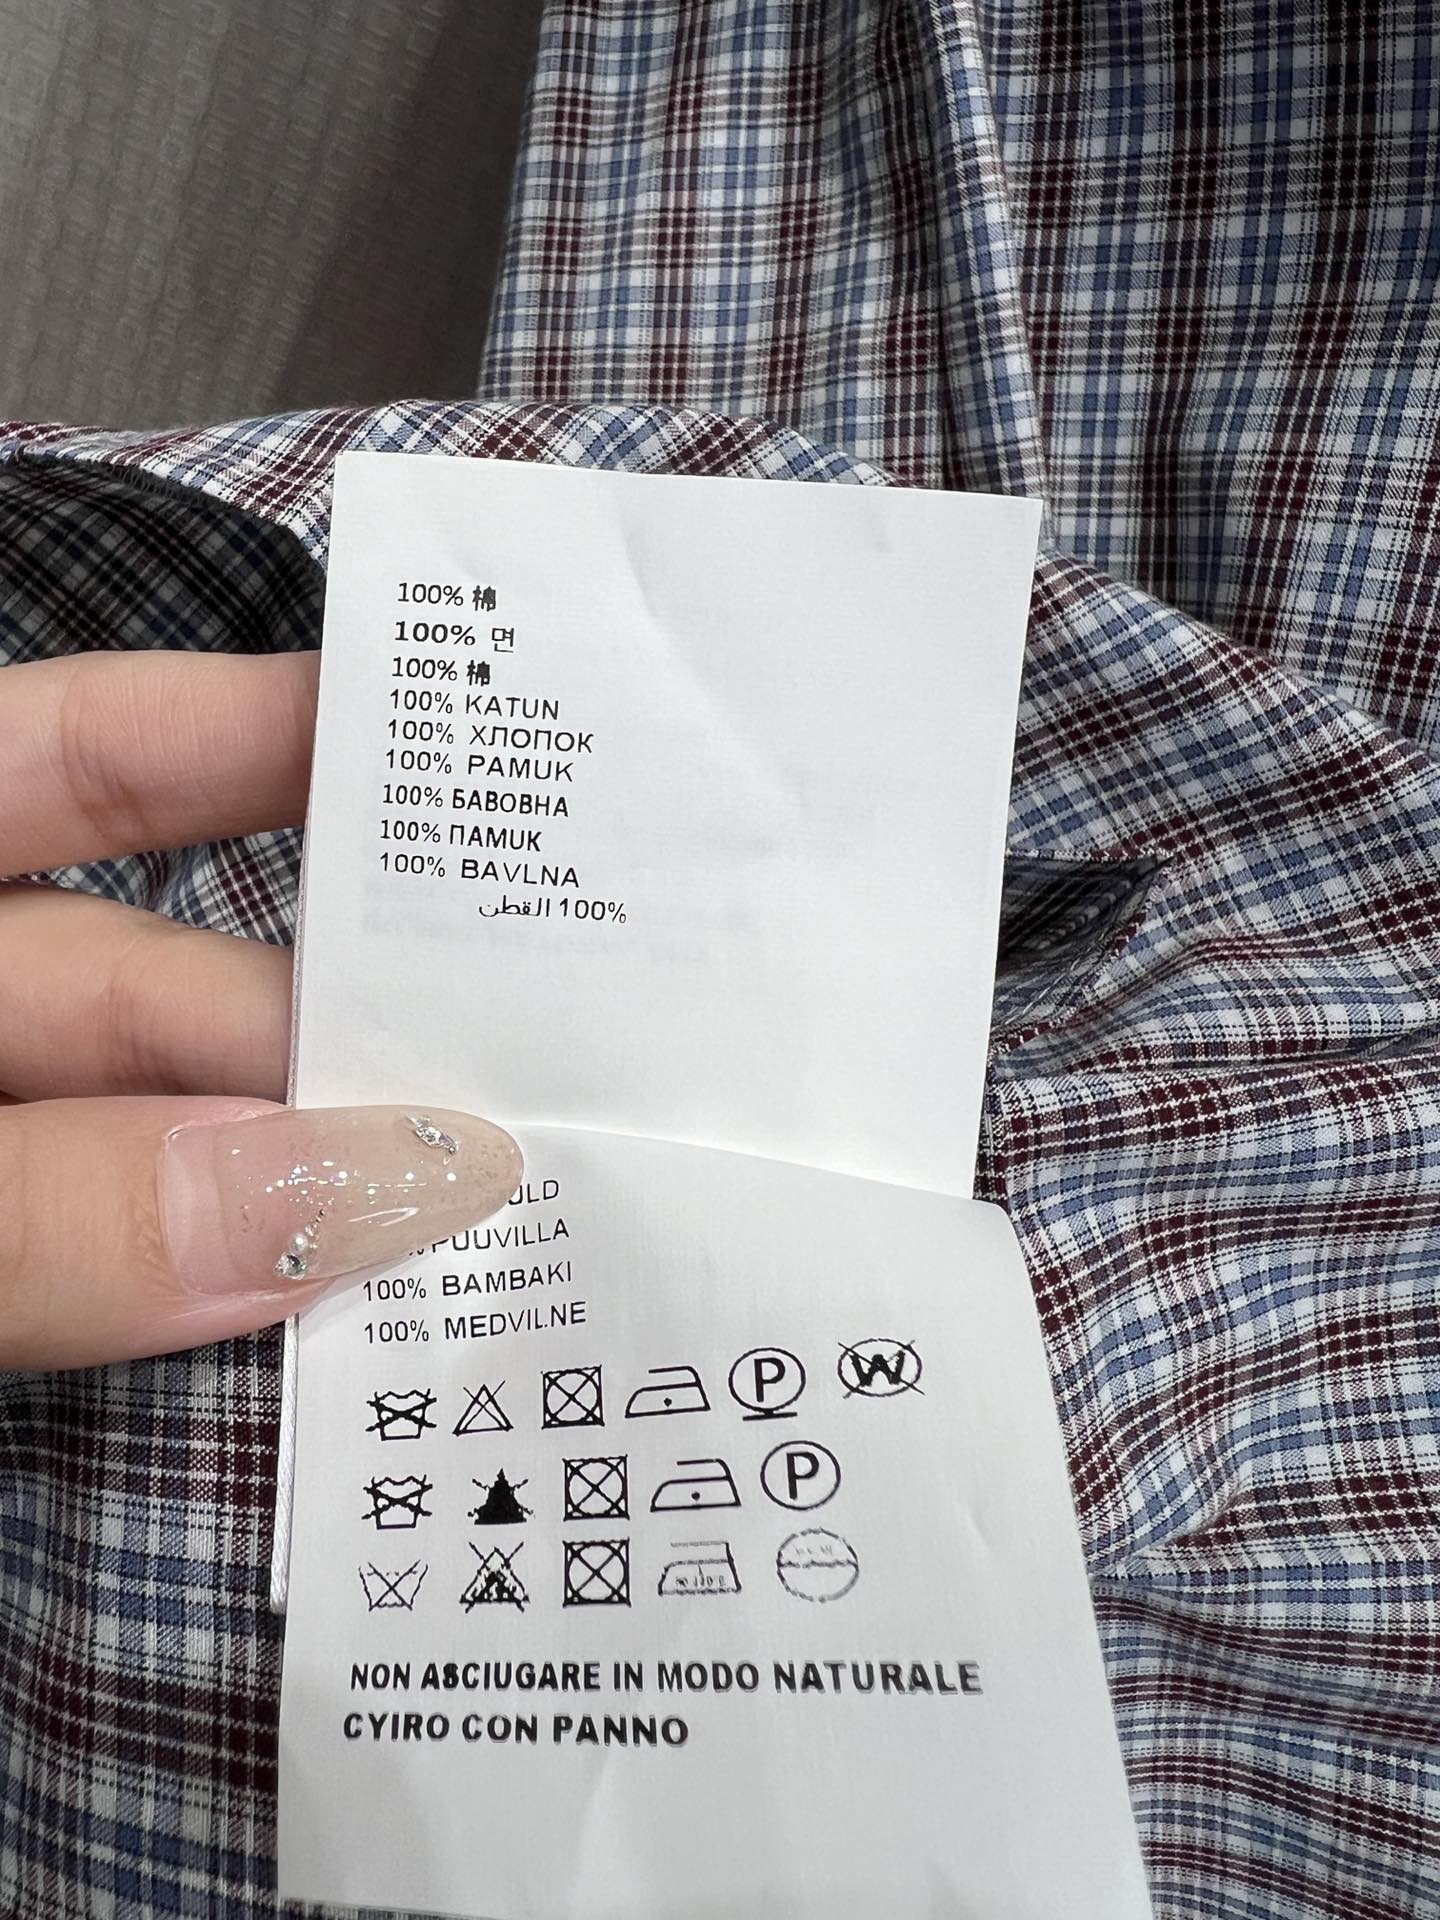 100% 棉
100% 면
100% 棉
100% KATUN
100% ХЛОПОК
100% PAMUK
100% БАВОВНА
100% ПАМУК
100% BAVLNA
100% القطن
PUUVILLA
100% BAMBAKI
100% MEDVILNE
P W
P
NON ASCIUGARE IN MODO NATURALE
CYIRO CON PANNO